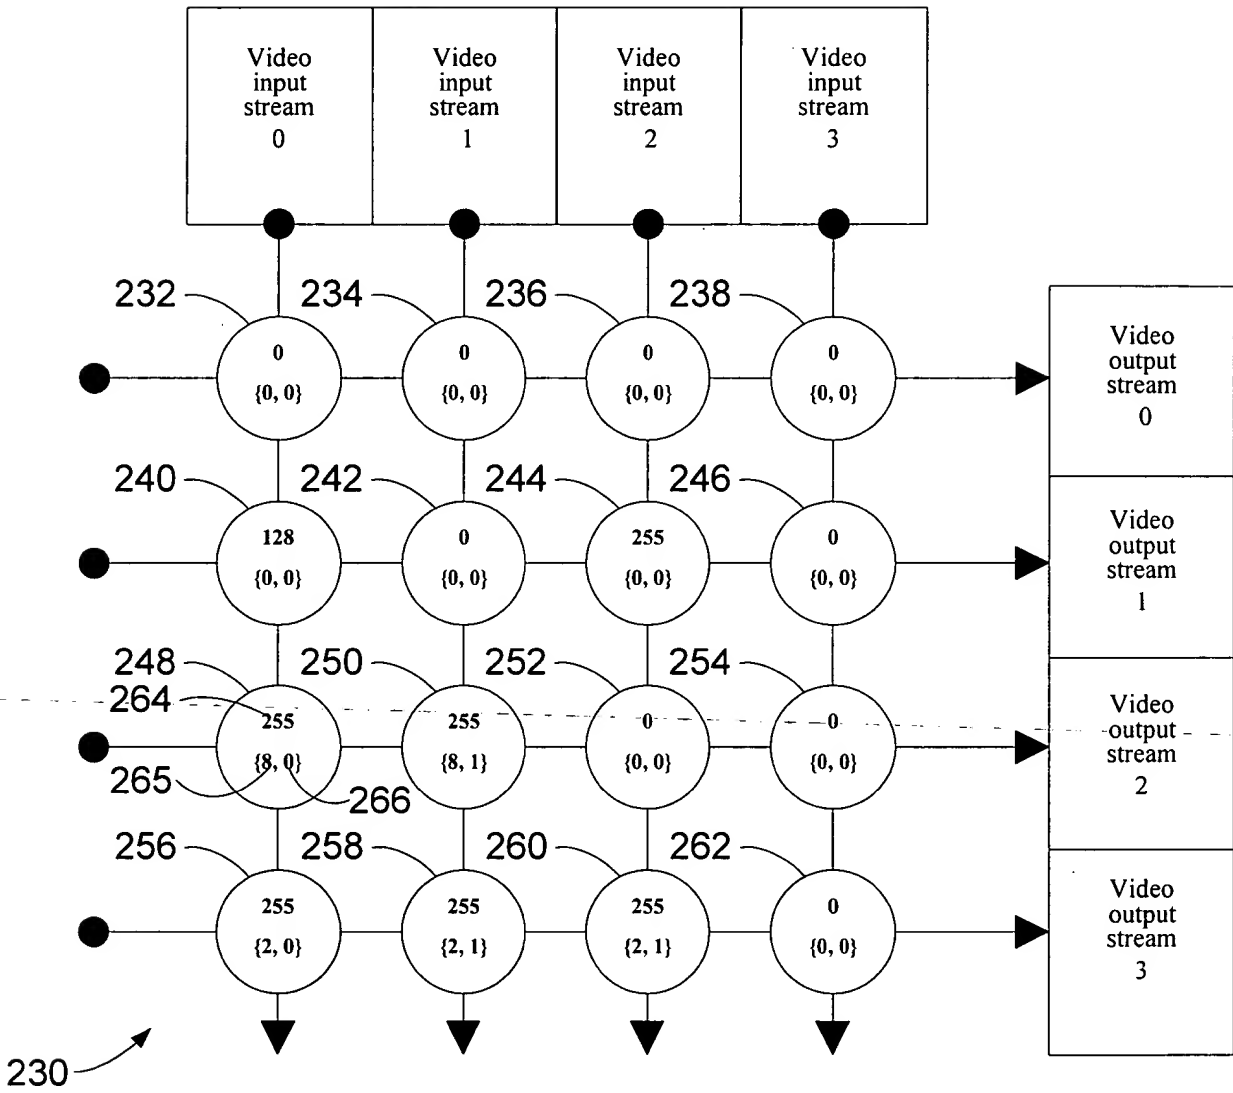 Video
input
stream
0
Video
input
stream
1
Video
input
stream
2
Video
input
stream
3
232
234
236
238
0
{0, 0}
0
{0, 0}
0
{0, 0}
0
{0, 0}
Video
output
stream
0
240
242
244
246
128
{0, 0}
0
{0, 0}
255
{0, 0}
0
{0, 0}
Video
output
stream
1
248
250
252
254
264
255
{8, 0}
255
{8, 1}
0
{0, 0}
0
{0, 0}
265
266
Video
output
stream
2
256
258
260
262
255
{2, 0}
255
{2, 1}
255
{2, 1}
0
{0, 0}
Video
output
stream
3
230